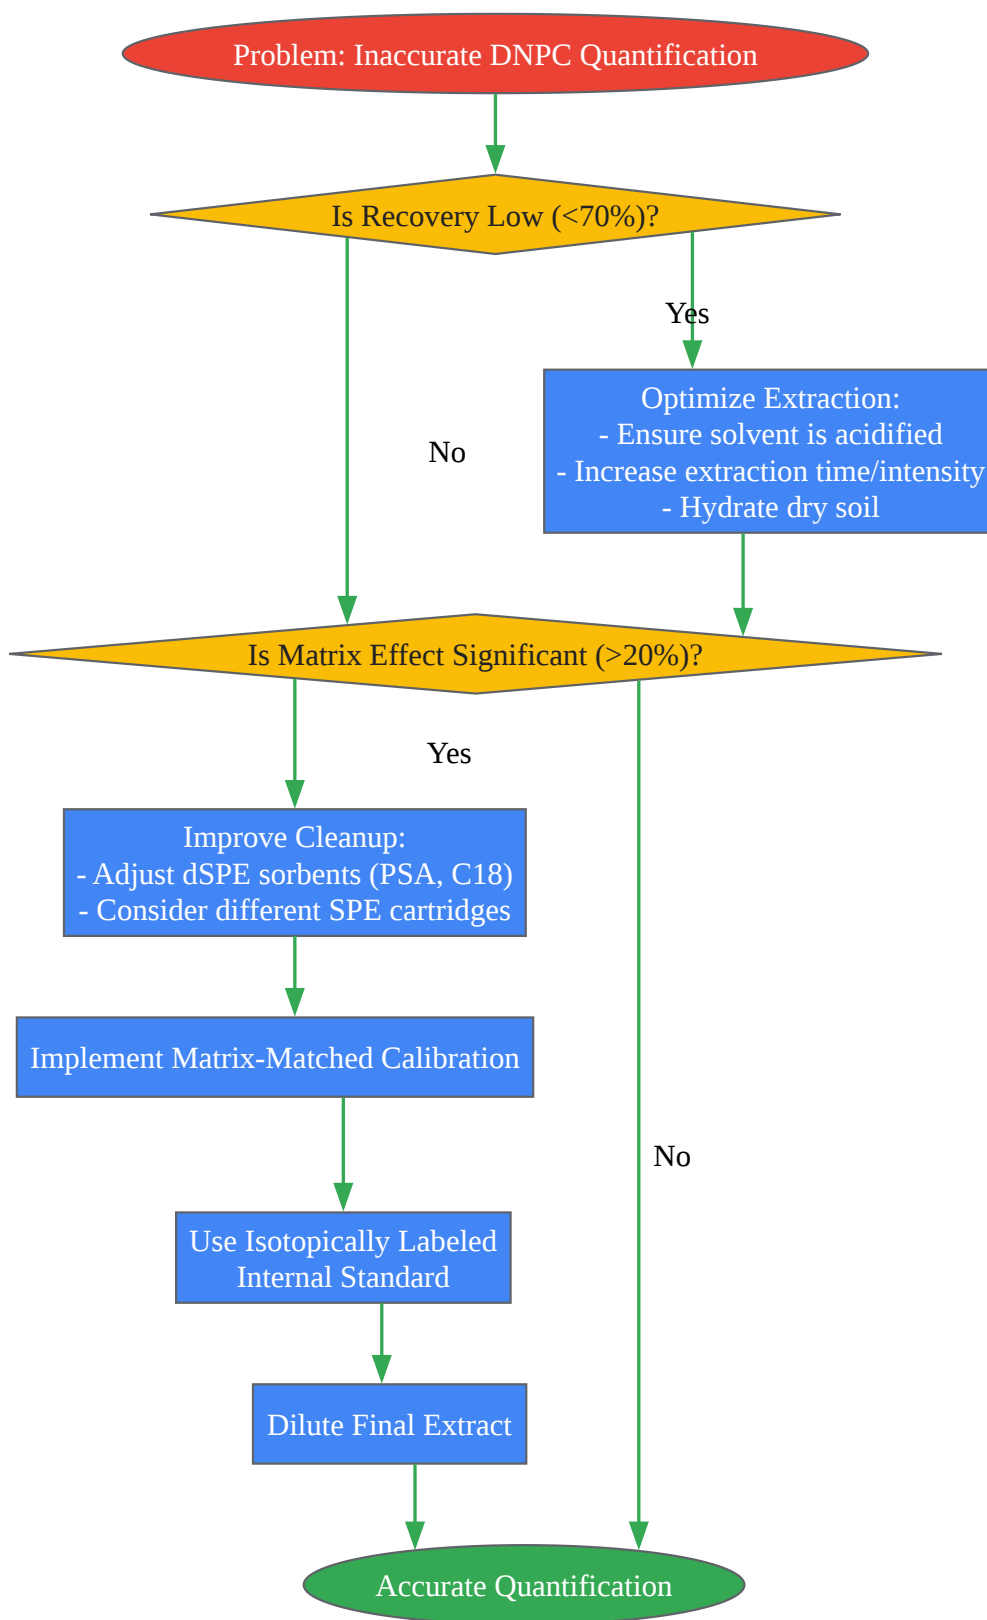 Problem: Inaccurate DNPC Quantification
Is Recovery Low (<70%)?
Yes
Optimize Extraction:
- Ensure solvent is acidified
- Increase extraction time/intensity
- Hydrate dry soil
No
Is Matrix Effect Significant (>20%)?
Yes
Improve Cleanup:
- Adjust dSPE sorbents (PSA, C18)
- Consider different SPE cartridges
Implement Matrix-Matched Calibration
No
Use Isotopically Labeled
Internal Standard
Dilute Final Extract
Accurate Quantification